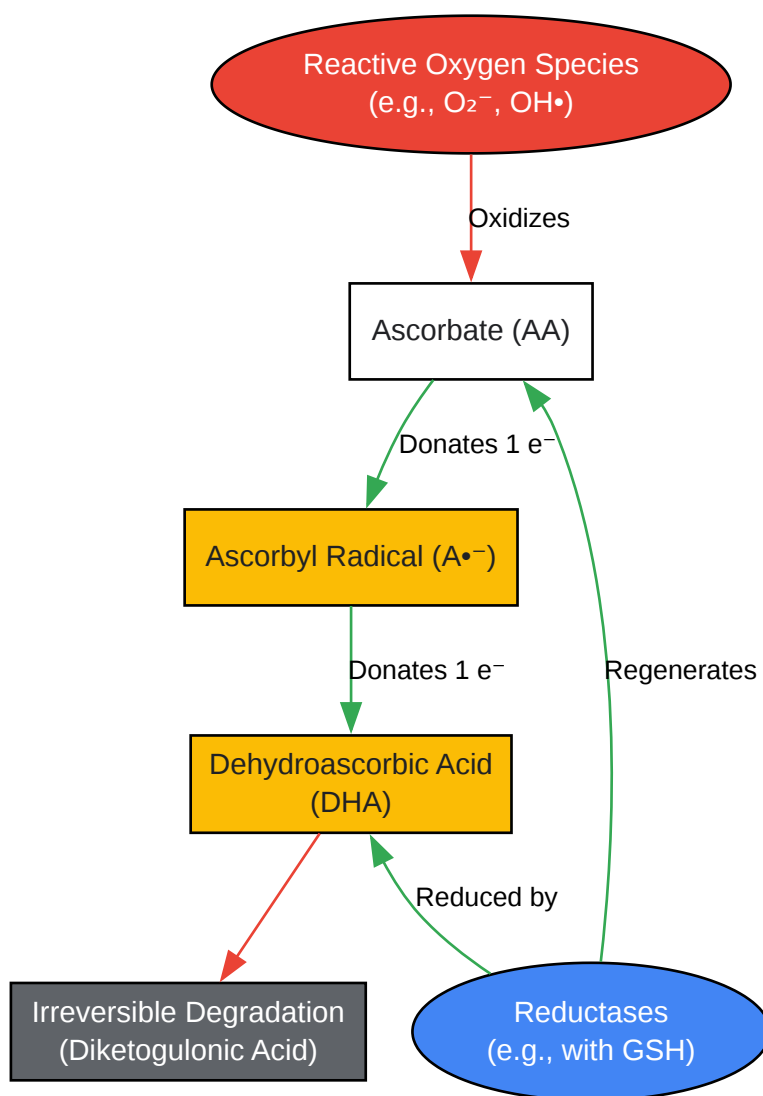 Reactive Oxygen Species
(e.g., O₂⁻, OH•)
Oxidizes
Ascorbate (AA)
Donates 1 e⁻
Ascorbyl Radical (A•⁻)
Donates 1 e⁻
Regenerates
Dehydroascorbic Acid
(DHA)
Reduced by
Irreversible Degradation
(Diketogulonic Acid)
Reductases
(e.g., with GSH)